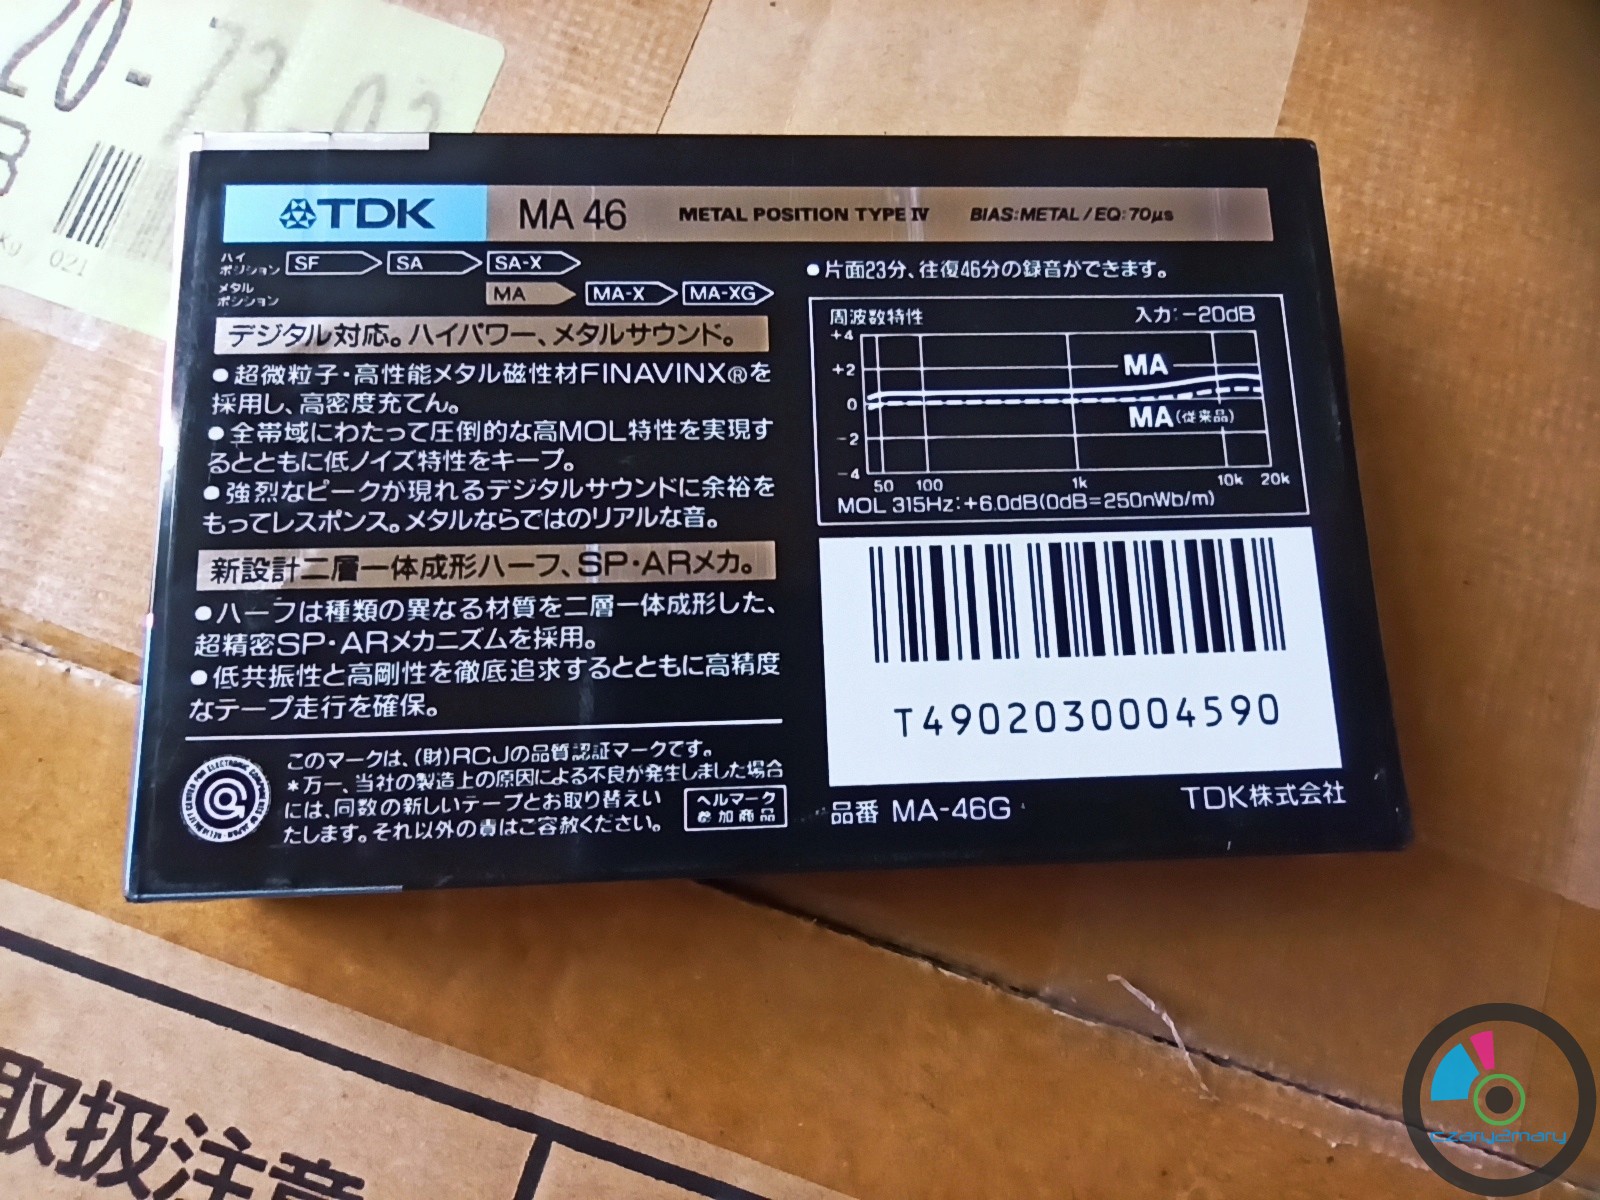 20-73 02
B
kg 021
TDK MA 46 METAL POSITION TYPE IV BIAS:METAL/EQ:70μs
ハイ
ポジション SF SA SA-X
メタル
ポジション MA MA-X MA-XG
デジタル対応。ハイパワー、メタルサウンド。
●超微粒子・高性能メタル磁性材FINAVINX®を
採用し、高密度充てん。
●全帯域にわたって圧倒的な高MOL特性を実現す
るとともに低ノイズ特性をキープ。
●強烈なピークが現れるデジタルサウンドに余裕を
もってレスポンス。メタルならではのリアルな音。
新設計二層一体成形ハーフ、SP・ARメカ。
●ハーフは種類の異なる材質を二層一体成形した、
超精密SP・ARメカニズムを採用。
●低共振性と高剛性を徹底追求するとともに高精度
なテープ走行を確保。
このマークは、(財)RCJの品質認証マークです。
*万一、当社の製造上の原因による不良が発生しました場合
には、同数の新しいテープとお取り替えい
たします。それ以外の責はご容赦ください。
ベルマーク
参加商品
●片面23分、往復46分の録音ができます。
周波数特性 入力:-20dB
+4
+2
0
-2
-4
MA
MA(従来品)
50 100 1k 10k 20k
MOL 315Hz:+6.0dB(0dB=250nWb/m)
T4902030004590
品番 MA-46G TDK株式会社
取扱注意
iczary2mary